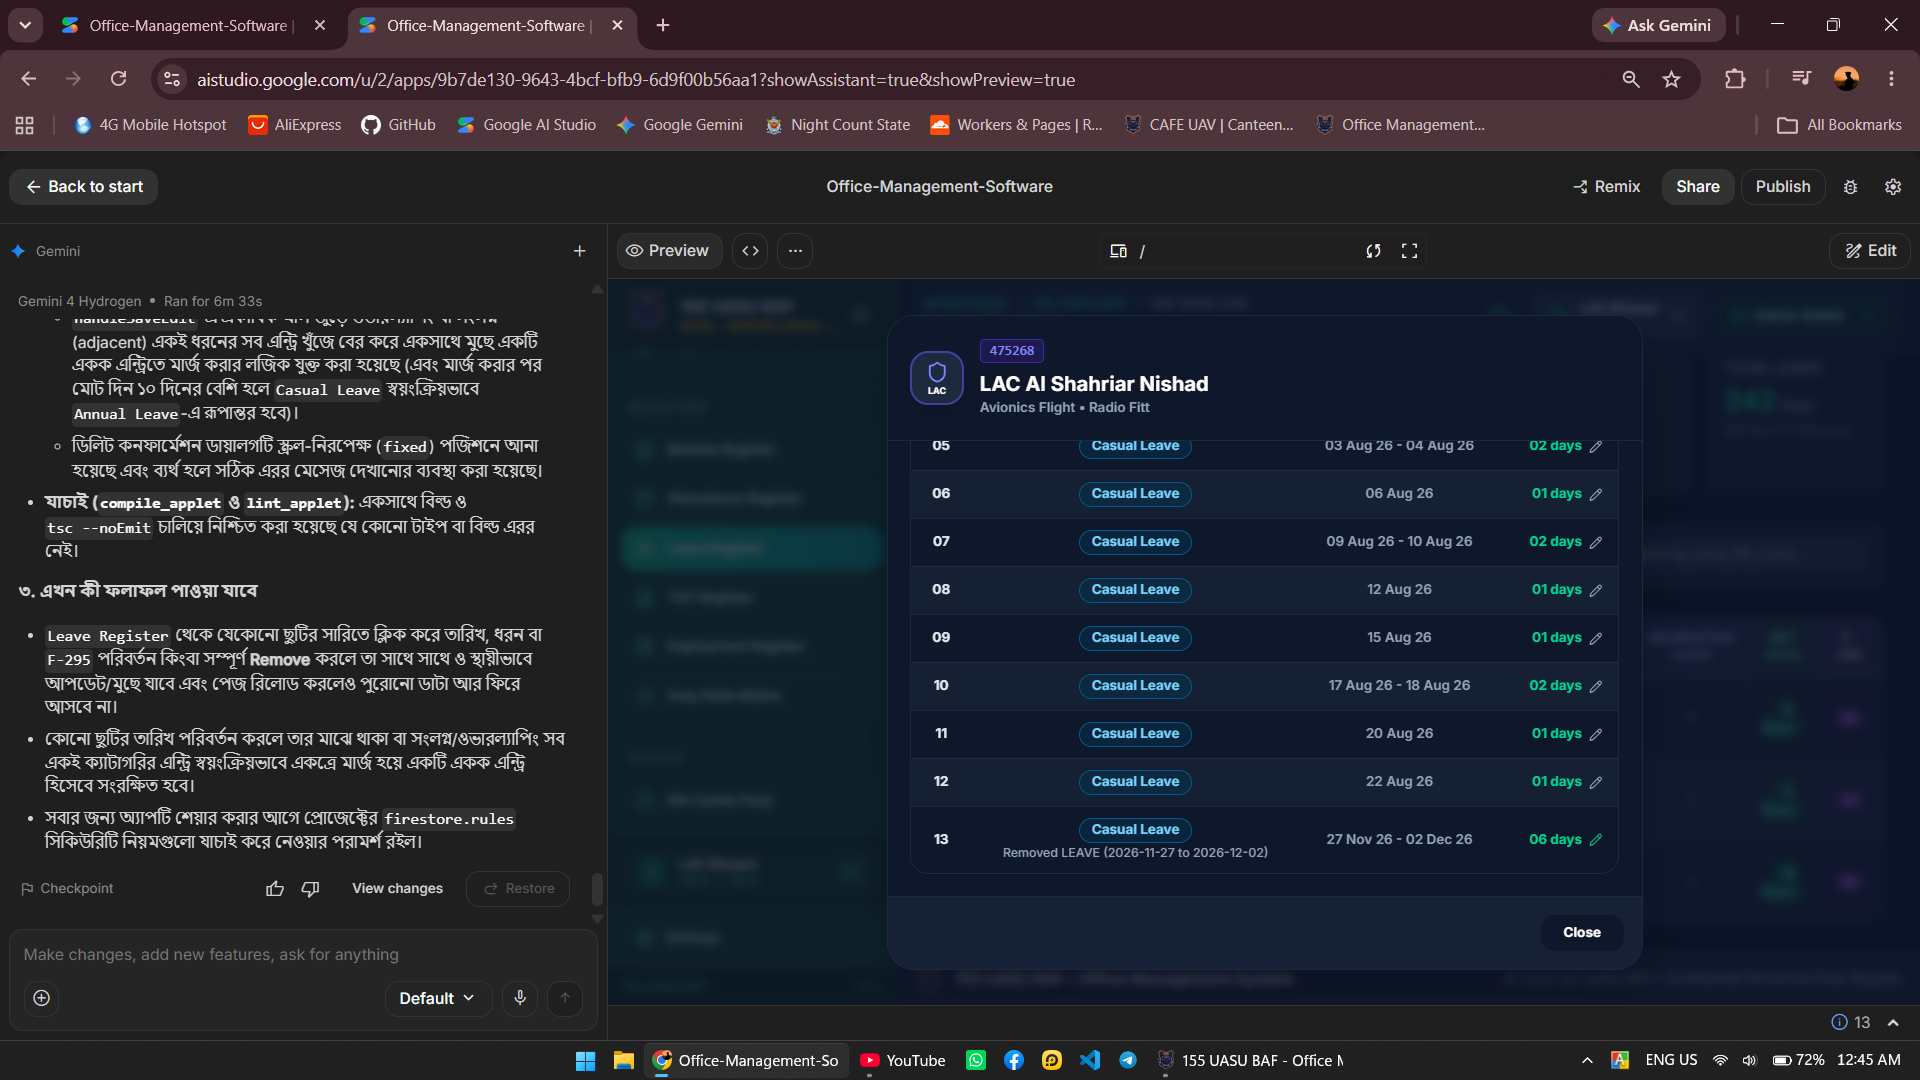 Office-Management-Software |
Office-Management-Software |
Ask Gemini
aistudio.google.com/u/2/apps/9b7de130-9643-4bcf-bfb9-6d9f00b56aa1?showAssistant=true&showPreview=true
4G Mobile Hotspot
AliExpress
GitHub
Google AI Studio
Google Gemini
Night Count State
Workers & Pages | R...
CAFE UAV | Canteen...
Office Management...
All Bookmarks
Back to start
Office-Management-Software
Remix
Share
Publish
Gemini
Preview
/
Edit
Gemini 4 Hydrogen • Ran for 6m 33s
(adjacent) একই ধরনের সব এন্ট্রি খুঁজে বের করে একসাথে মুছে একটি
একক এন্ট্রিতে মার্জ করার লজিক যুক্ত করা হয়েছে (এবং মার্জ করার পর
মোট দিন ১০ দিনের বেশি হলে Casual Leave স্বয়ংক্রিয়ভাবে
Annual Leave-এ রূপান্তর হবে)।
ডিলিট কনফার্মেশন ডায়ালগটি স্ক্রল-নিরপেক্ষ (fixed) পজিশনে আনা
হয়েছে এবং ব্যর্থ হলে সঠিক এরর মেসেজ দেখানোর ব্যবস্থা করা হয়েছে।
• যাচাই (compile_applet ও lint_applet): একসাথে বিল্ড ও
tsc --noEmit চালিয়ে নিশ্চিত করা হয়েছে যে কোনো টাইপ বা বিল্ড এরর
নেই।
৩. এখন কী ফলাফল পাওয়া যাবে
• Leave Register থেকে যেকোনো ছুটির সারিতে ক্লিক করে তারিখ, ধরন বা
F-295 পরিবর্তন কিংবা সম্পূর্ণ Remove করলে তা সাথে সাথে ও স্থায়ীভাবে
আপডেট/মুছে যাবে এবং পেজ রিলোড করলেও পুরোনো ডাটা আর ফিরে
আসবে না।
• কোনো ছুটির তারিখ পরিবর্তন করলে তার মাঝে থাকা বা সংলগ্ন/ওভারল্যাপিং সব
একই ক্যাটাগরির এন্ট্রি স্বয়ংক্রিয়ভাবে একত্রে মার্জ হয়ে একটি একক এন্ট্রি
হিসেবে সংরক্ষিত হবে।
• সবার জন্য অ্যাপটি শেয়ার করার আগে প্রোজেক্টের firestore.rules
সিকিউরিটি নিয়মগুলো যাচাই করে নেওয়ার পরামর্শ রইল।
Checkpoint
View changes
Restore
Make changes, add new features, ask for anything
Default
475268
LAC
LAC Al Shahriar Nishad
Avionics Flight • Radio Fitt
05 Casual Leave 03 Aug 26 - 04 Aug 26 02 days
06 Casual Leave 06 Aug 26 01 days
07 Casual Leave 09 Aug 26 - 10 Aug 26 02 days
08 Casual Leave 12 Aug 26 01 days
09 Casual Leave 15 Aug 26 01 days
10 Casual Leave 17 Aug 26 - 18 Aug 26 02 days
11 Casual Leave 20 Aug 26 01 days
12 Casual Leave 22 Aug 26 01 days
13 Casual Leave 27 Nov 26 - 02 Dec 26 06 days
Removed LEAVE (2026-11-27 to 2026-12-02)
Close
13
Office-Management-So
YouTube
155 UASU BAF - Office M
ENG US
72%
12:45 AM